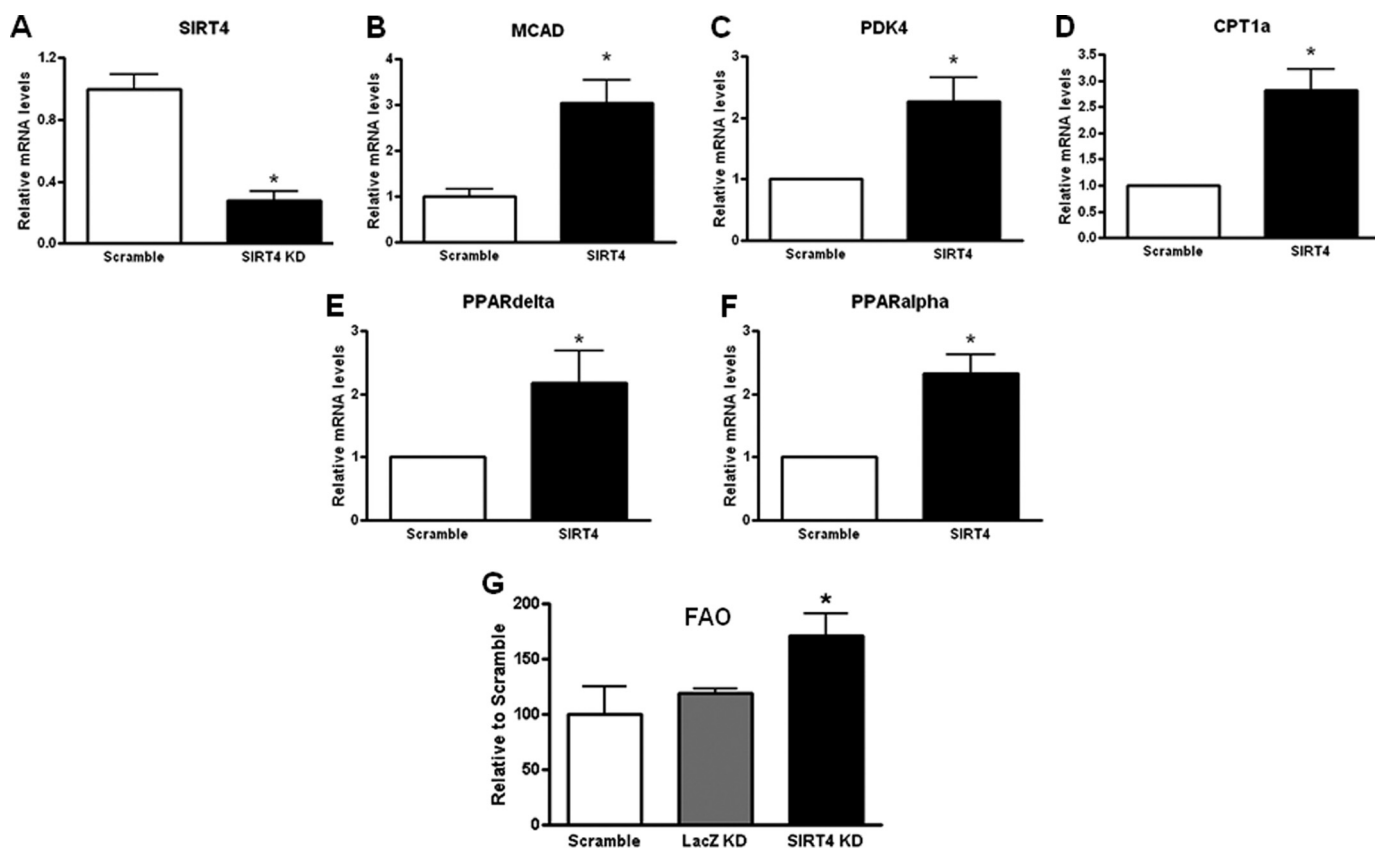 A
SIRT4
Relative mRNA levels
1.2
0.8
0.4
0.0
*
Scramble
SIRT4 KD
B
MCAD
Relative mRNA levels
4
3
2
1
0
*
Scramble
SIRT4
C
PDK4
Relative mRNA levels
3
2
1
0
*
Scramble
SIRT4
D
CPT1a
Relative mRNA levels
3.5
3.0
2.5
2.0
1.5
1.0
0.5
0.0
*
Scramble
SIRT4
E
PPARdelta
Relative mRNA levels
3
2
1
0
*
Scramble
SIRT4
F
PPARalpha
Relative mRNA levels
3
2
1
0
*
Scramble
SIRT4
G
FAO
Relative to Scramble
200
150
100
50
0
*
Scramble
LacZ KD
SIRT4 KD